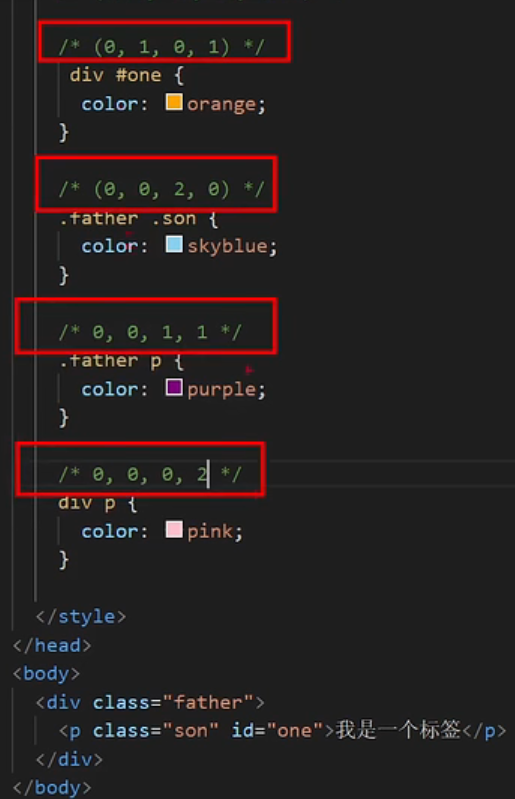 /* (0, 1, 0, 1) */
div #one {
color: orange;
}
/* (0, 0, 2, 0) */
.father .son {
color: skyblue;
}
/* 0, 0, 1, 1 */
.father p {
color: purple;
}
/* 0, 0, 0, 2 */
div p {
color: pink;
}
</style>
</head>
<body>
<div class="father">
<p class="son" id="one">我是一个标签</p>
</div>
</body>